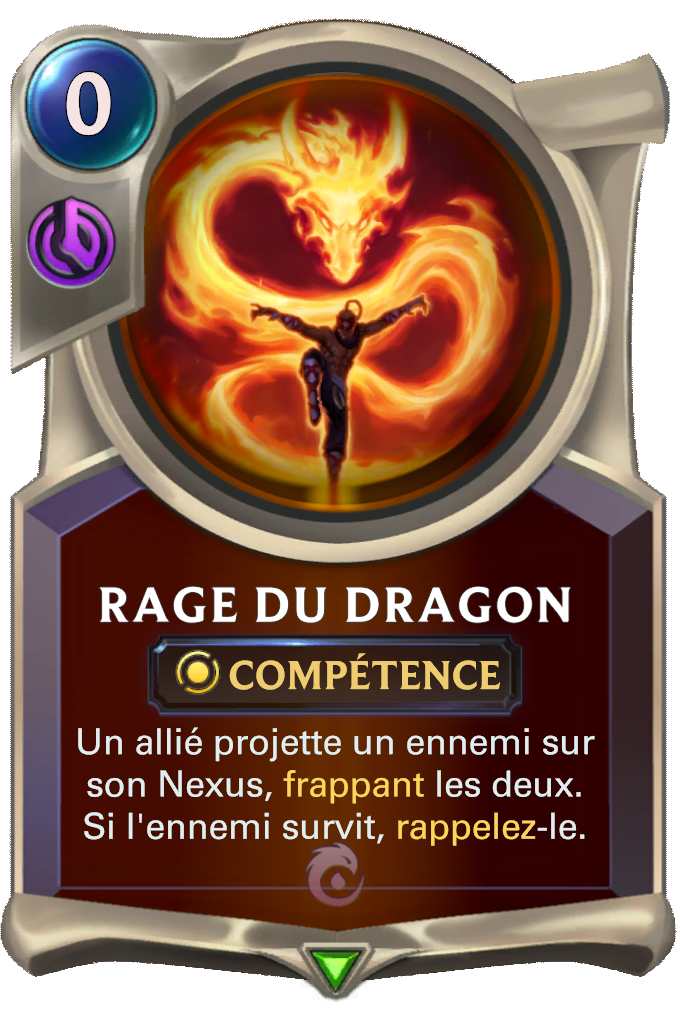 0
RAGE DU DRAGON
COMPÉTENCE
Un allié projette un ennemi sur
son Nexus, frappant les deux.
Si l'ennemi survit, rappelez-le.